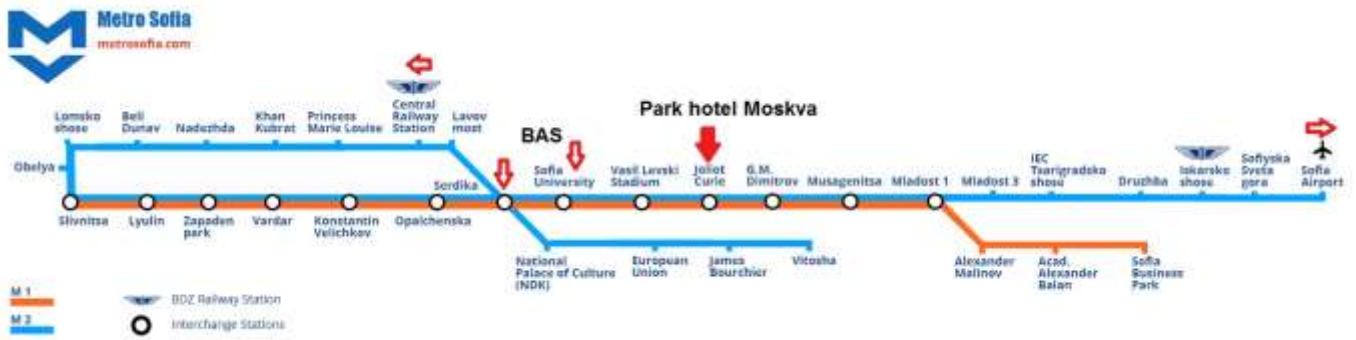 Metro Sofia
metrosofia.com
Park hotel Moskva
BAS
Lomsko
shose
Beli
Dunav
Nadezhda
Khan
Kubrat
Princess
Marie Louise
Central
Railway
Station
Lavov
most
Obelya
Serdika
Sofia
University
Vasil Levski
Stadium
Joliot
Curie
G.M.
Dimitrov
Musagenitsa
Mladost 1
Mladost 3
IEC
Tsarigradsko
shose
Druzhba
Iskarsko
shose
Sofiyska
Sveta
gora
Sofia
Airport
Slivnitsa
Lyulin
Zapaden
park
Vardar
Konstantin
Velichkov
Opalchenska
National
Palace of Culture
(NDK)
European
Union
James
Bourchier
Vitosha
Alexander
Malinov
Acad.
Alexander
Balan
Sofia
Business
Park
M 1
M 2
BDZ Railway Station
Interchange Stations